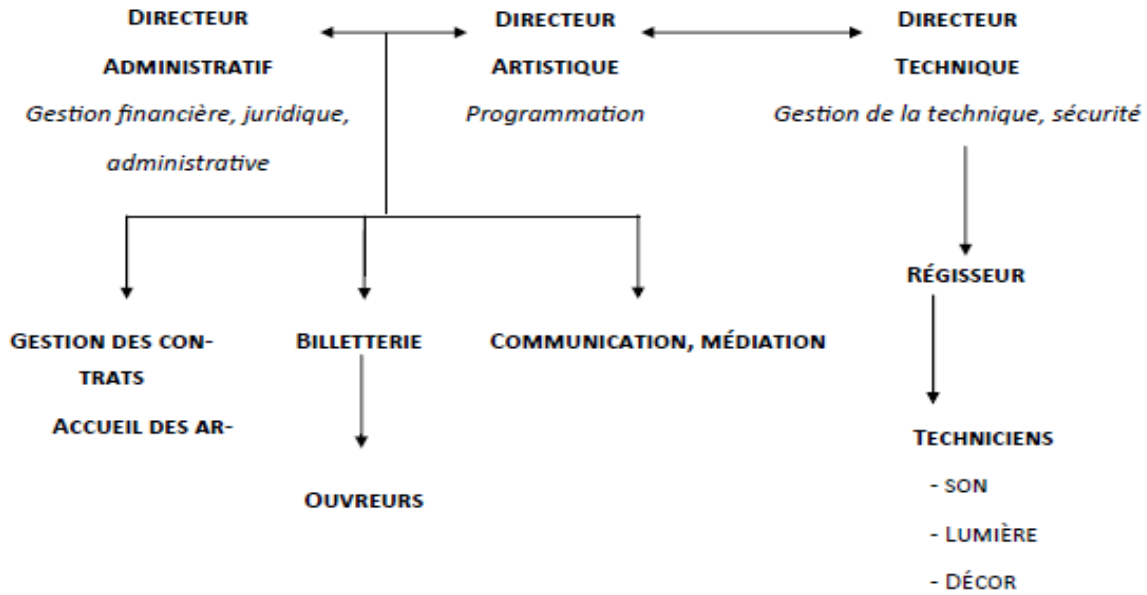 DIRECTEUR
ADMINISTRATIF
Gestion financière, juridique,
administrative
DIRECTEUR
ARTISTIQUE
Programmation
DIRECTEUR
TECHNIQUE
Gestion de la technique, sécurité
GESTION DES CON-
TRATS
ACCUEIL DES AR-
BILLETTERIE
OUVREURS
COMMUNICATION, MÉDIATION
RÉGISSEUR
TECHNICIENS
- SON
- LUMIÈRE
- DÉCOR